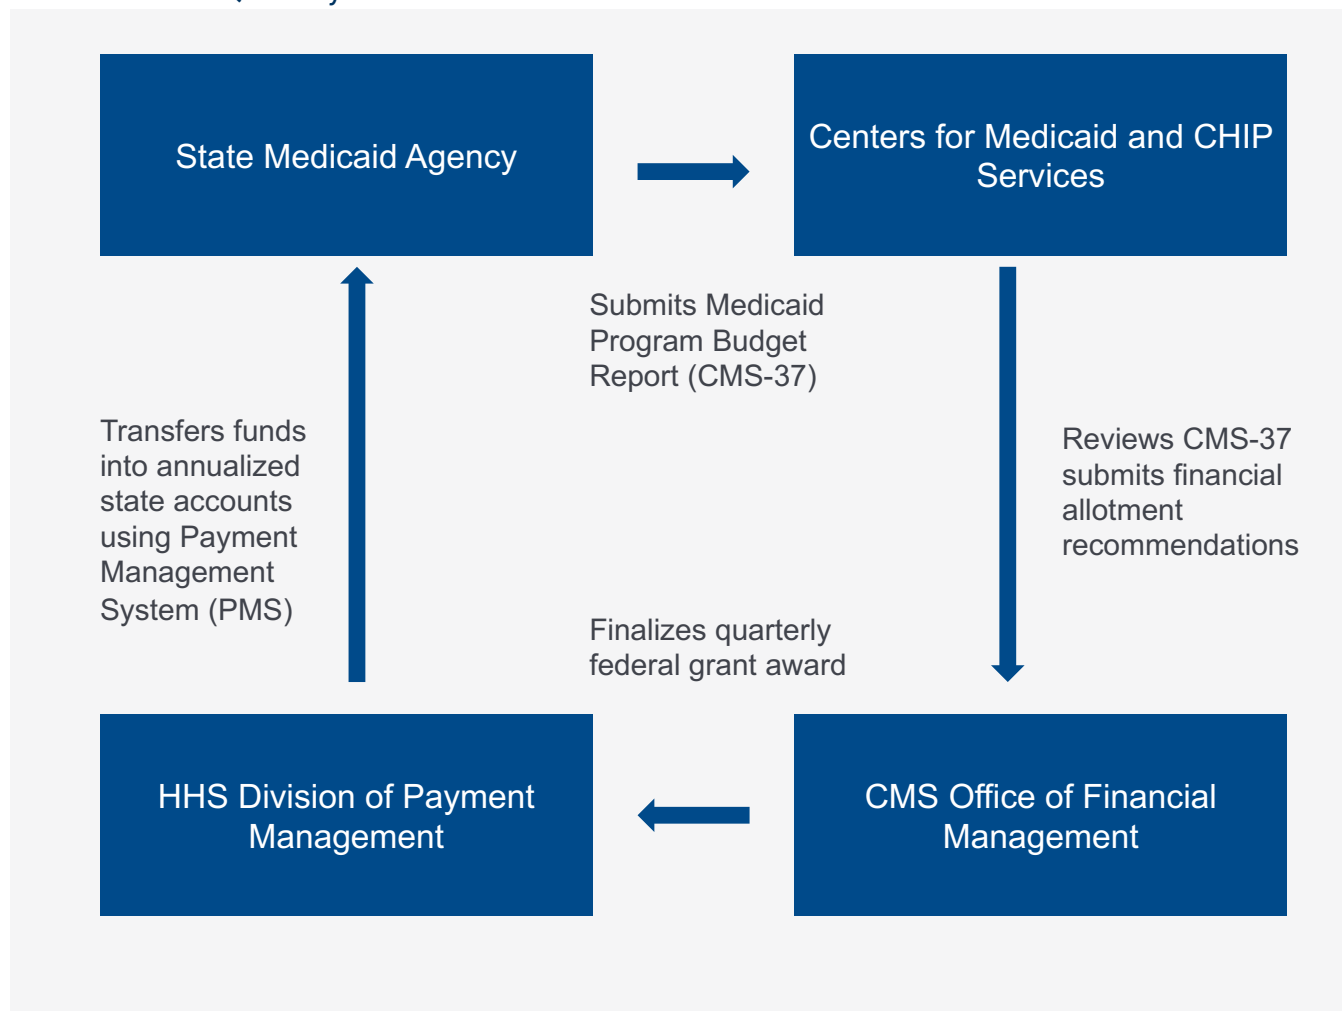 State Medicaid Agency
Centers for Medicaid and CHIP
Services
Submits Medicaid
Program Budget
Report (CMS-37)
Transfers funds
into annualized
state accounts
using Payment
Management
System (PMS)
Reviews CMS-37
submits financial
allotment
recommendations
Finalizes quarterly
federal grant award
HHS Division of Payment
Management
CMS Office of Financial
Management